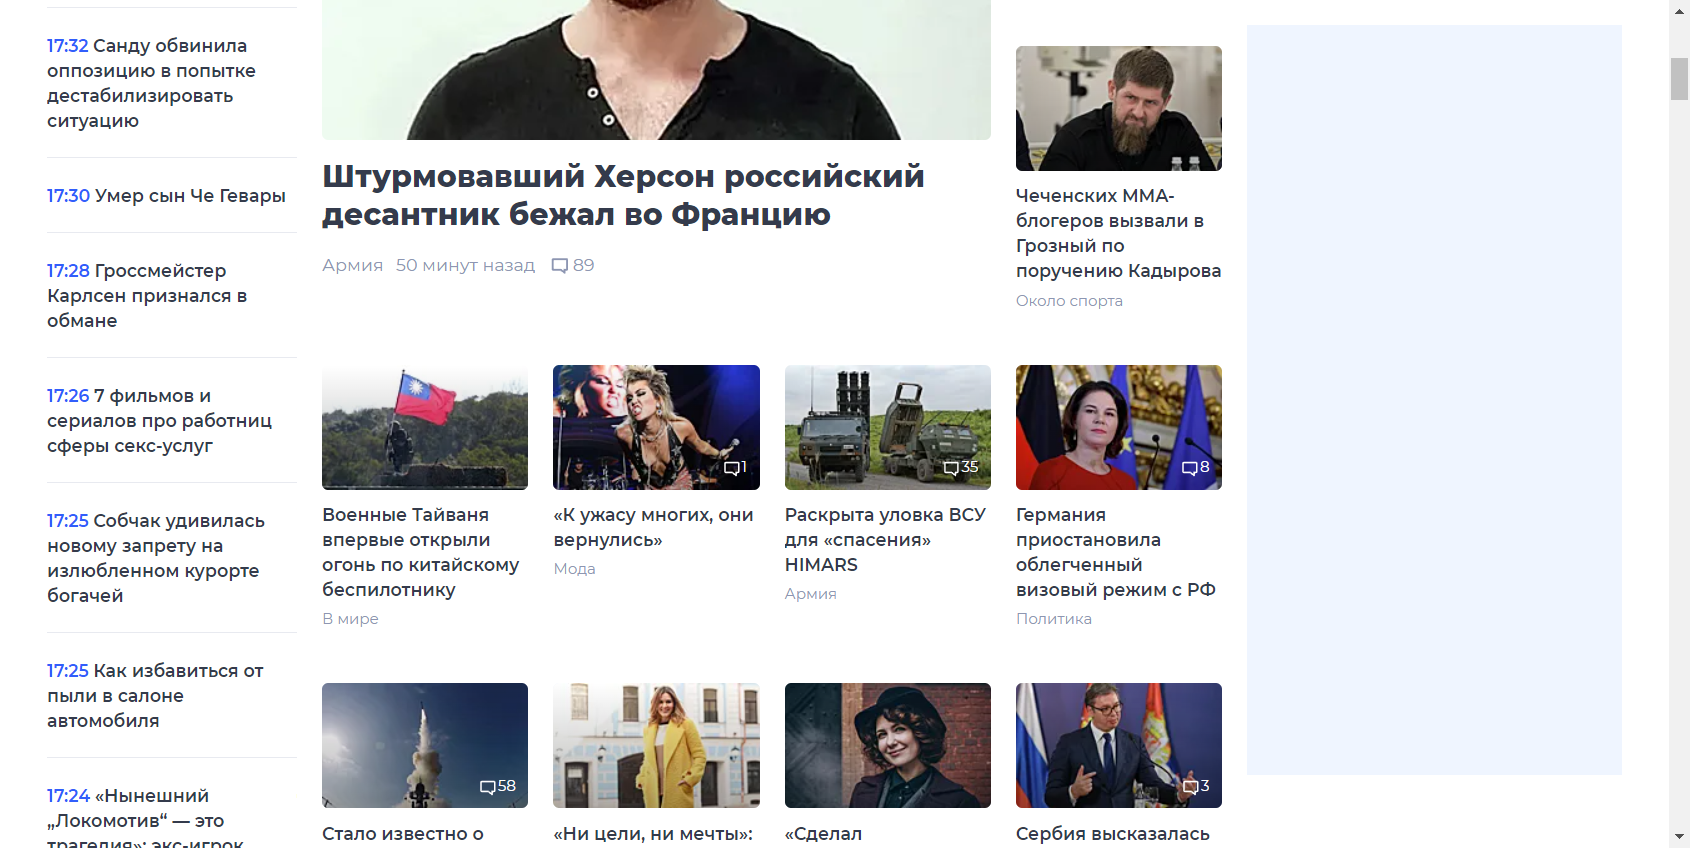 17:32 Санду обвинила
оппозицию в попытке
дестабилизировать
ситуацию
17:30 Умер сын Че Гевары
17:28 Гроссмейстер
Карлсен признался в
обмане
17:26 7 фильмов и
сериалов про работниц
сферы секс-услуг
17:25 Собчак удивилась
новому запрету на
излюбленном курорте
богачей
17:25 Как избавиться от
пыли в салоне
автомобиля
17:24 «Нынешний
„Локомотив“ — это
трагедия»: экс-игрок
Штурмовавший Херсон российский
десантник бежал во Францию
Армия 50 минут назад 89
Чеченских ММА-
блогеров вызвали в
Грозный по
поручению Кадырова
Около спорта
Военные Тайваня
впервые открыли
огонь по китайскому
беспилотнику
В мире
1
«К ужасу многих, они
вернулись»
Мода
35
Раскрыта уловка ВСУ
для «спасения»
HIMARS
Армия
8
Германия
приостановила
облегченный
визовый режим с РФ
Политика
58
Стало известно о
«Ни цели, ни мечты»:
«Сделал
3
Сербия высказалась